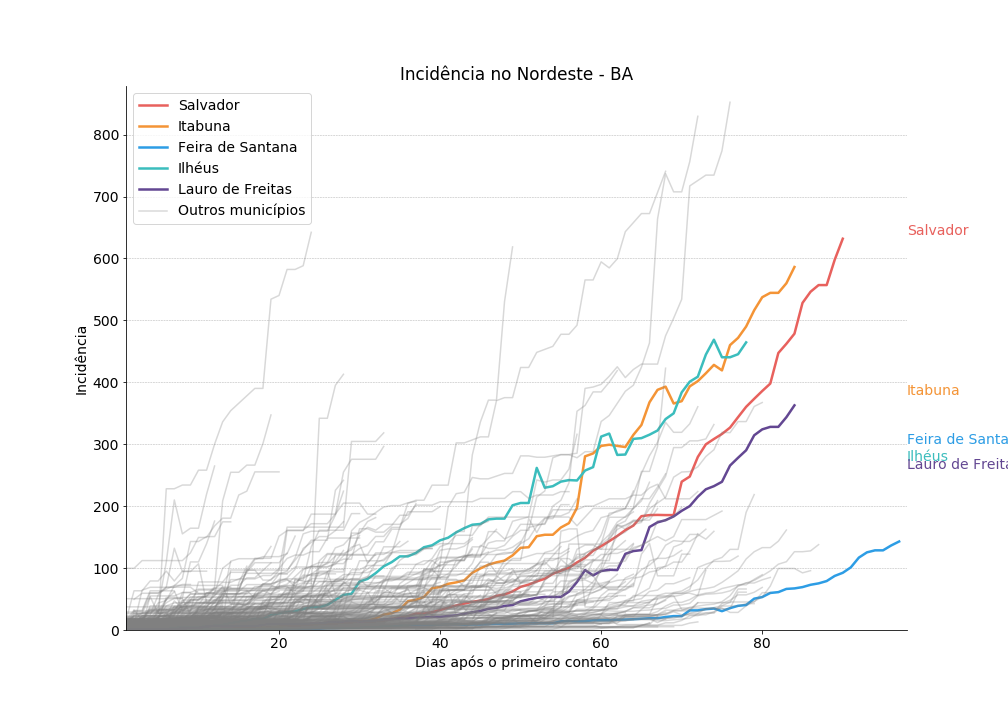 Incidência no Nordeste - BA
Salvador
Itabuna
Feira de Santana
Ilhéus
Lauro de Freitas
Outros municípios
800
700
600
500
400
300
200
100
0
Incidência
20
40
60
80
Dias após o primeiro contato
Salvador
Itabuna
Feira de Santa
Ilhéus
Lauro de Freita